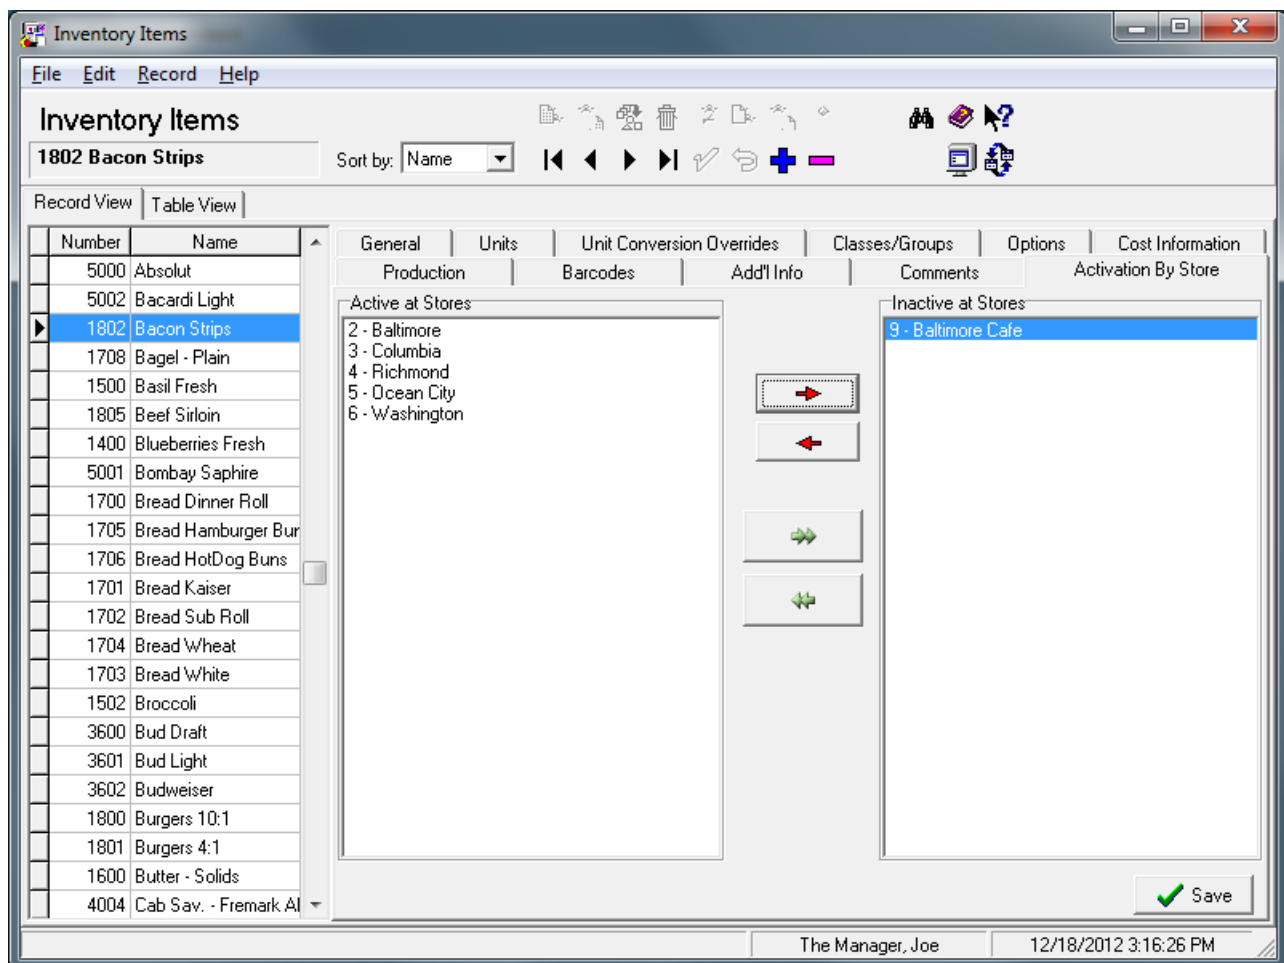 Inventory Items
File Edit Record Help
Inventory Items
1802 Bacon Strips
Sort by: Name
Record View Table View
Number Name
5000 Absolut
5002 Bacardi Light
1802 Bacon Strips
1708 Bagel - Plain
1500 Basil Fresh
1805 Beef Sirloin
1400 Blueberries Fresh
5001 Bombay Saphire
1700 Bread Dinner Roll
1705 Bread Hamburger Bur
1706 Bread HotDog Buns
1701 Bread Kaiser
1702 Bread Sub Roll
1704 Bread Wheat
1703 Bread White
1502 Broccoli
3600 Bud Draft
3601 Bud Light
3602 Budweiser
1800 Burgers 10:1
1801 Burgers 4:1
1600 Butter - Solids
4004 Cab Sav. - Fremark Al
General Units Unit Conversion Overrides Classes/Groups Options Cost Information
Production Barcodes Add'l Info Comments Activation By Store
Active at Stores
2 - Baltimore
3 - Columbia
4 - Richmond
5 - Ocean City
6 - Washington
Inactive at Stores
9 - Baltimore Cafe
Save
The Manager, Joe 12/18/2012 3:16:26 PM